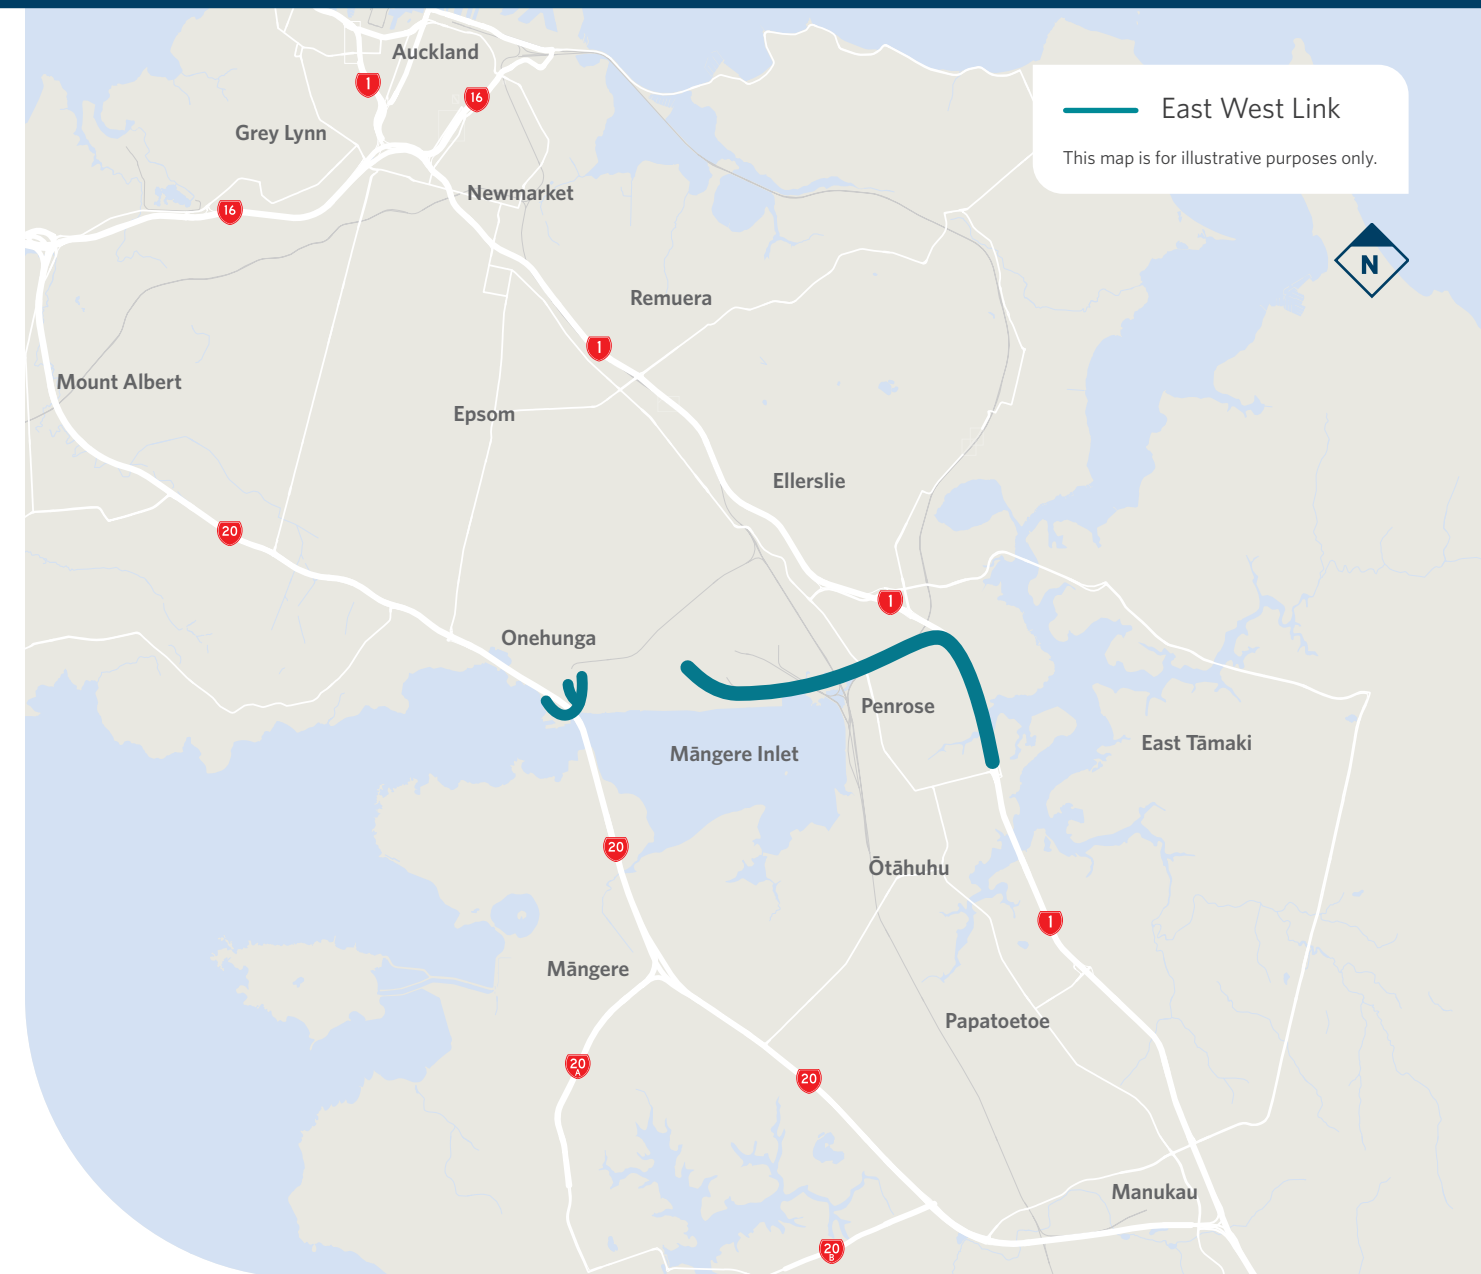 Auckland
1
16
Grey Lynn
Newmarket
16
East West Link
This map is for illustrative purposes only.
N
Remuera
1
Mount Albert
Epsom
Ellerslie
20
1
Onehunga
Penrose
Māngere Inlet
East Tāmaki
20
Ōtāhuhu
1
Māngere
Papatoetoe
20
A
20
Manukau
20
B